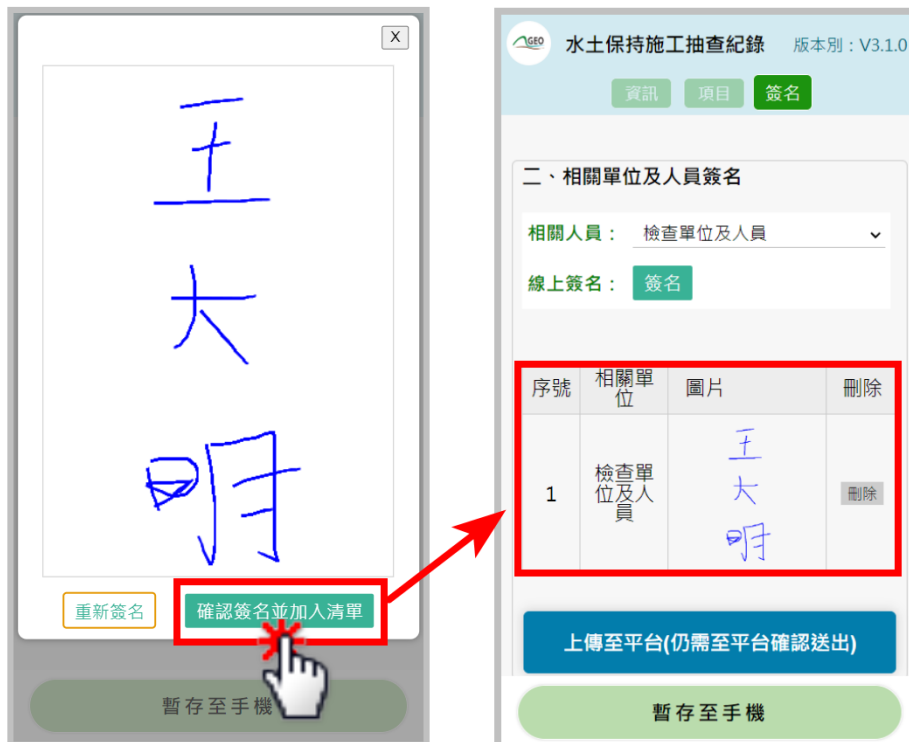 X
王
大
明
重新簽名
確認簽名並加入清單
暫存至手機
GEO
水土保持施工抽查紀錄
版本別：V3.1.0
資訊
項目
簽名
二、相關單位及人員簽名
相關人員：
檢查單位及人員
線上簽名：
簽名
序號
相關單
位
圖片
刪除
1
檢查單
位及人
員
王
大
明
刪除
上傳至平台(仍需至平台確認送出)
暫存至手機